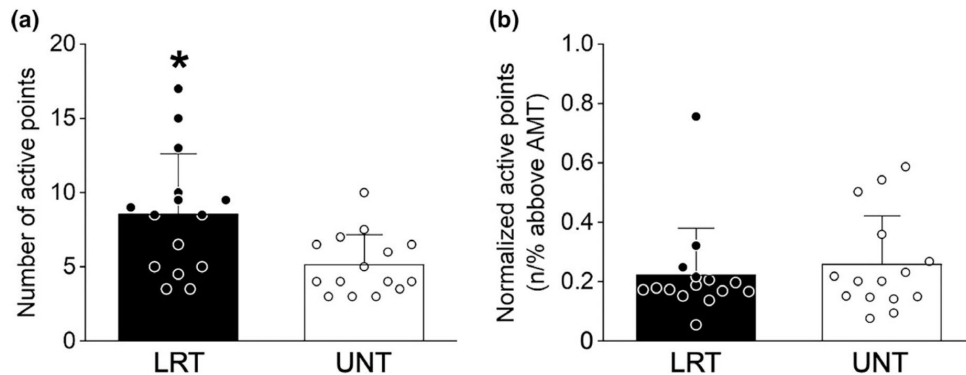 (a)
Number of active points
20
15
10
5
0
*
LRT
UNT
(b)
Normalized active points
(n/% abbove AMT)
1.0
0.8
0.6
0.4
0.2
0.0
LRT
UNT